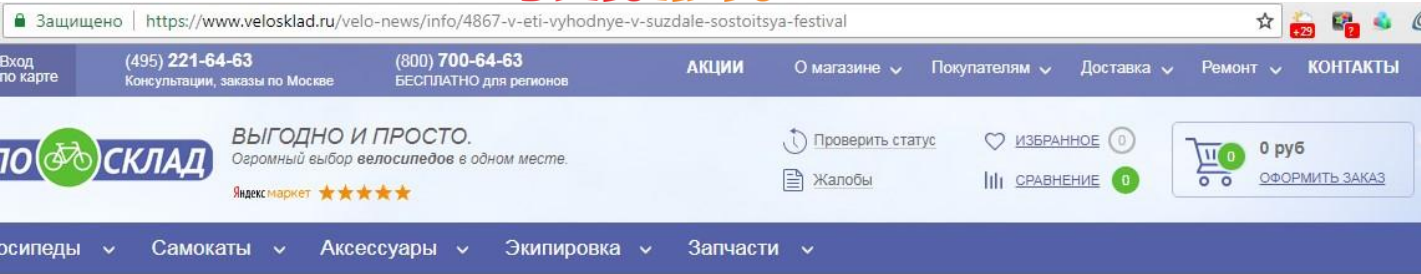 Защищено https://www.velosklad.ru/velo-news/info/4867-v-eti-vyhodnye-v-suzdale-sostoitsya-festival
+29 ?
Вход (495) 221-64-63 (800) 700-64-63 АКЦИИ О магазине Покупателям Доставка Ремонт КОНТАКТЫ
по карте Консультации, заказы по Москве БЕСПЛАТНО для регионов
ЛО СКЛАД
ВЫГОДНО И ПРОСТО.
Огромный выбор велосипедов в одном месте.
Яндекс маркет
Проверить статус ИЗБРАННОЕ 0
Жалобы СРАВНЕНИЕ 0
0 0 руб
ОФОРМИТЬ ЗАКАЗ
осипеды Самокаты Аксессуары Экипировка Запчасти